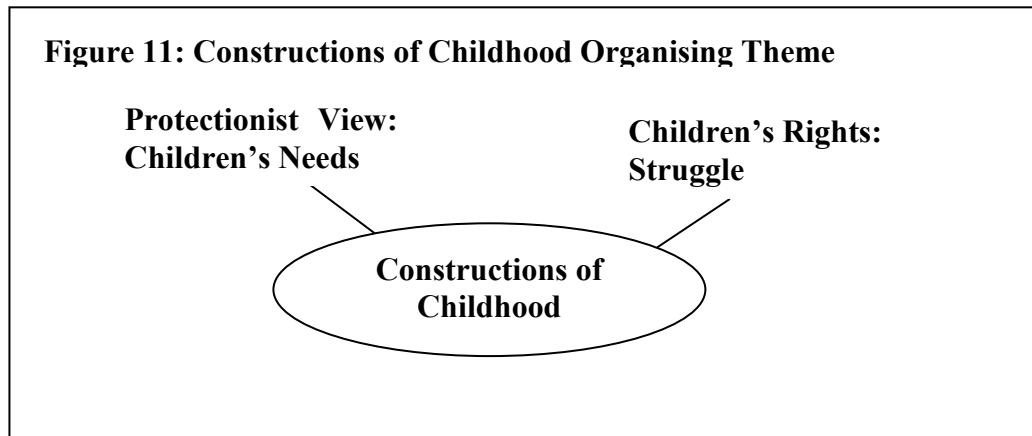 Figure 11: Constructions of Childhood Organising Theme
Protectionist View:
Children’s Needs
Children’s Rights:
Struggle
Constructions of
Childhood